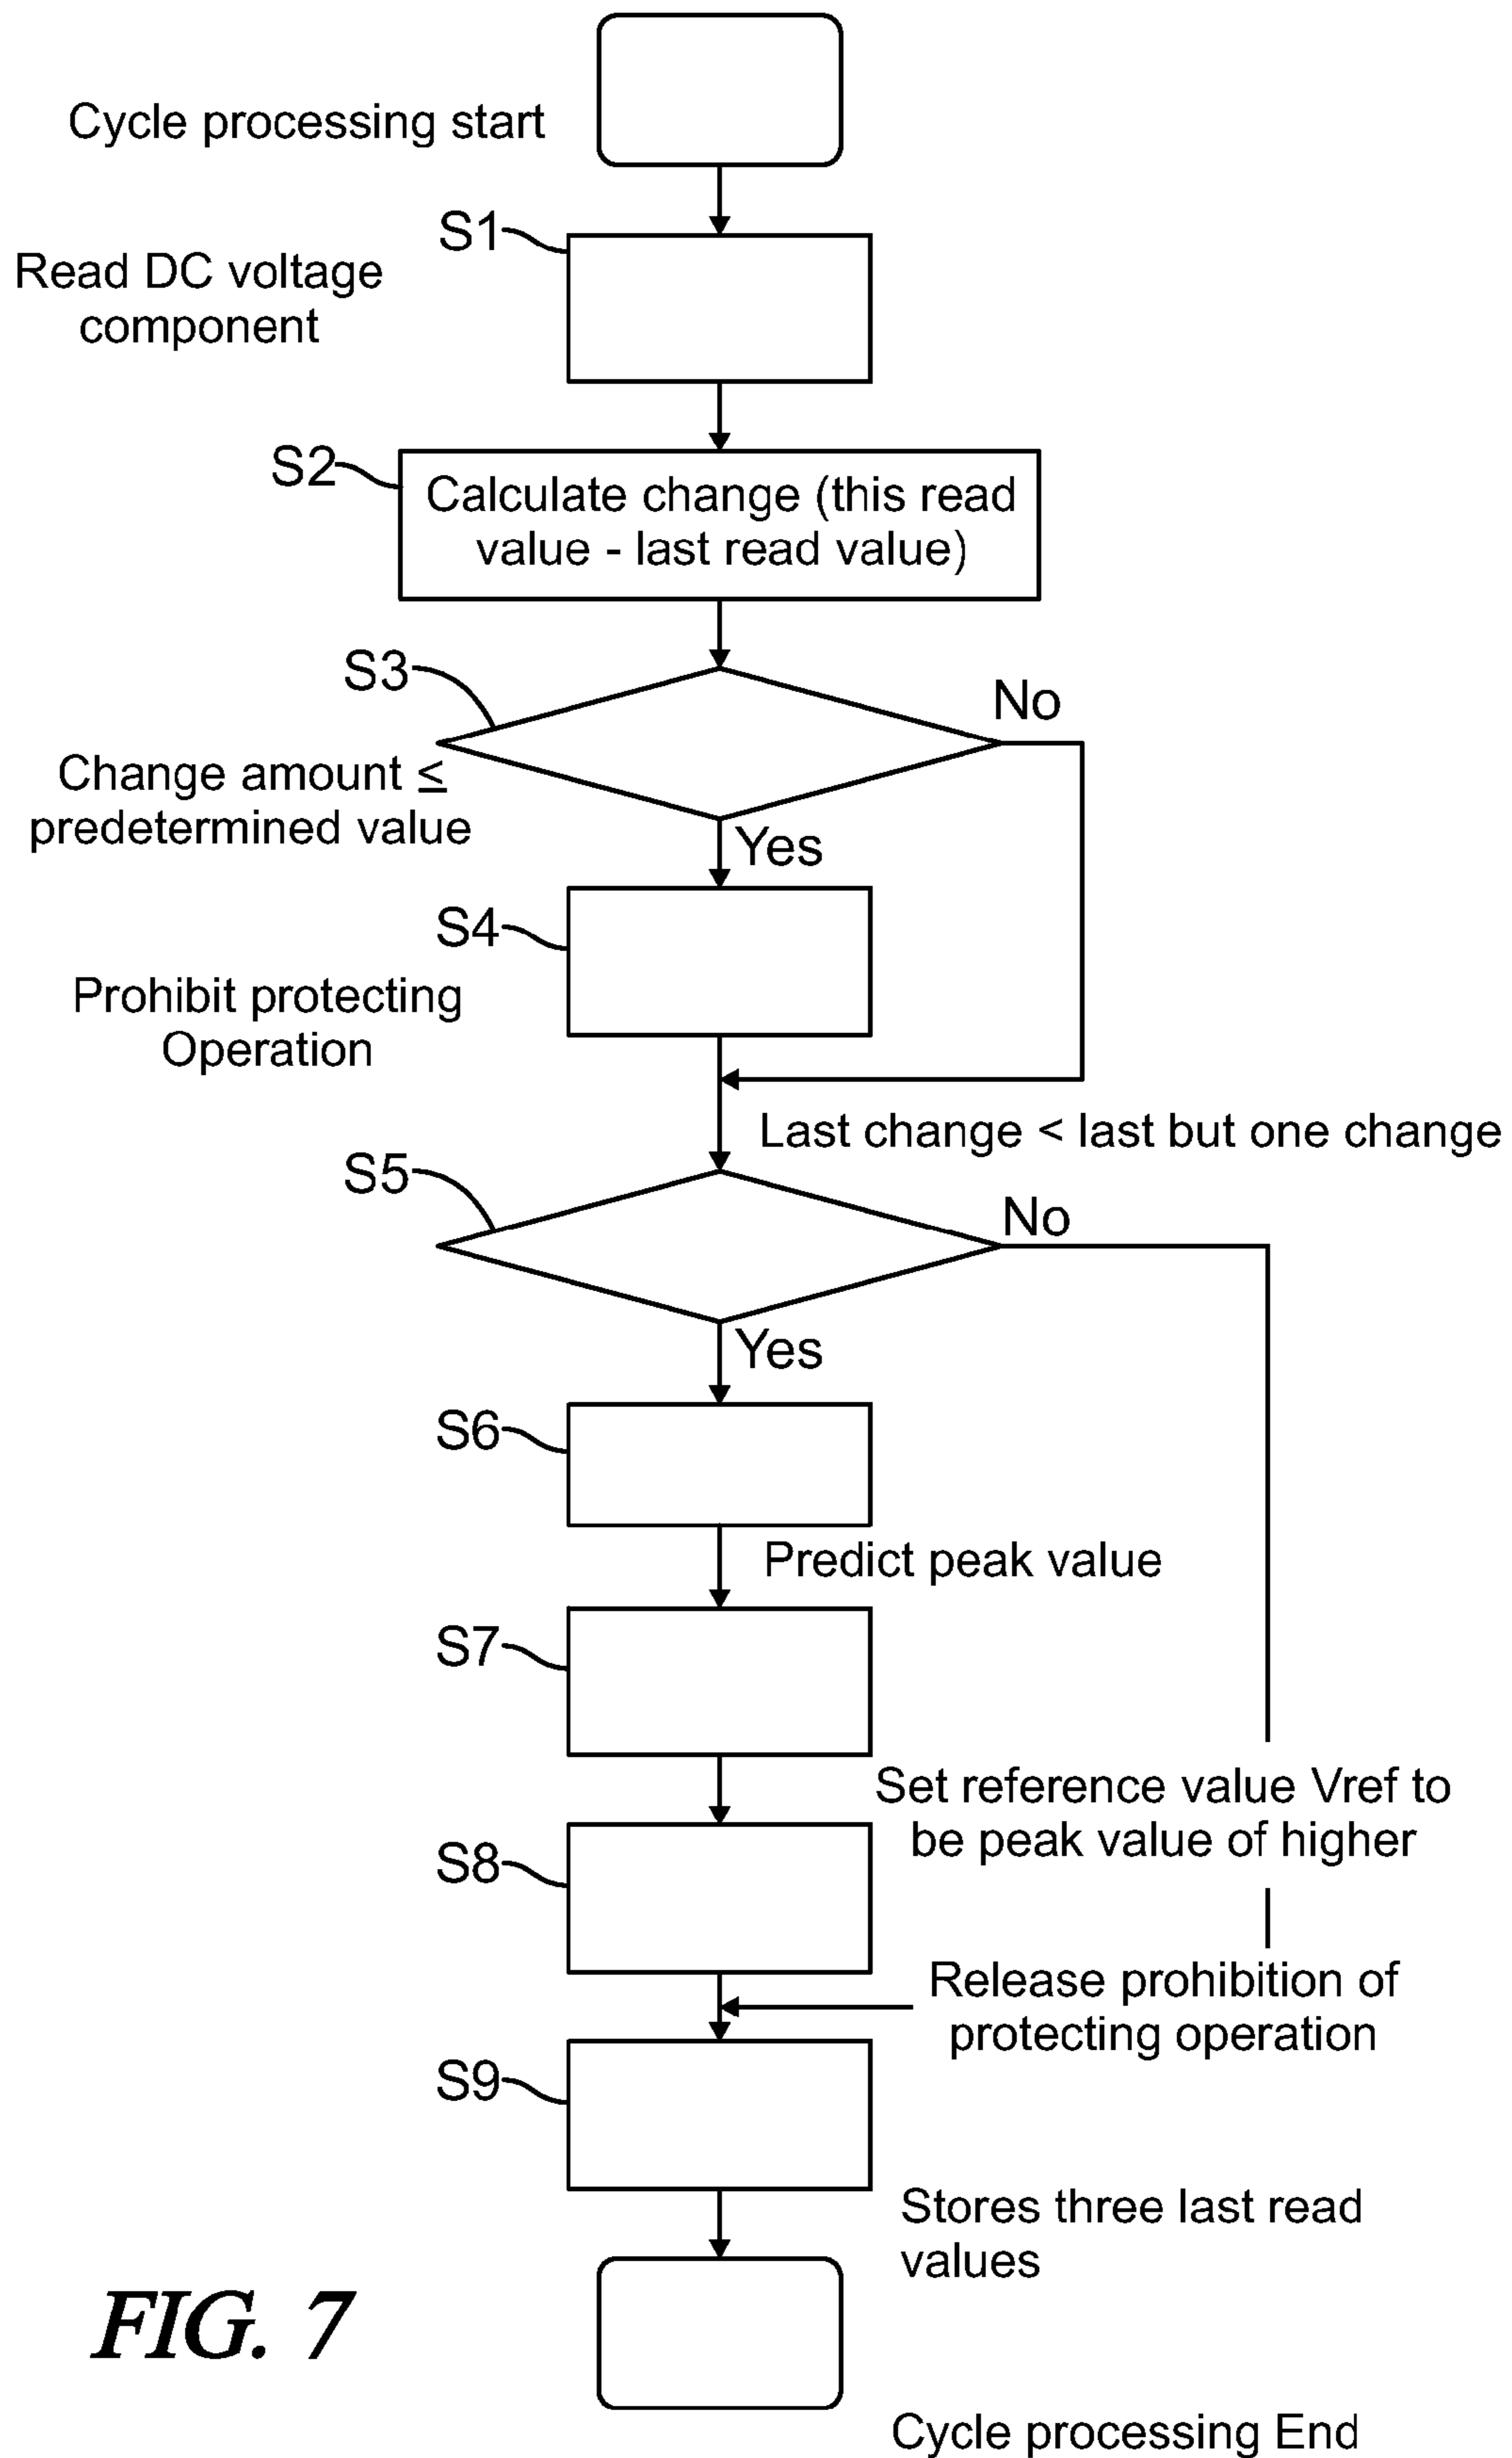 Cycle processing start
S1
Read DC voltage
component
S2
Calculate change (this read
value - last read value)
S3
No
Change amount ≤
predetermined value
Yes
S4
Prohibit protecting
Operation
Last change < last but one change
S5
No
Yes
S6
Predict peak value
S7
Set reference value Vref to
be peak value of higher
S8
Release prohibition of
protecting operation
S9
Stores three last read
values
FIG. 7
Cycle processing End